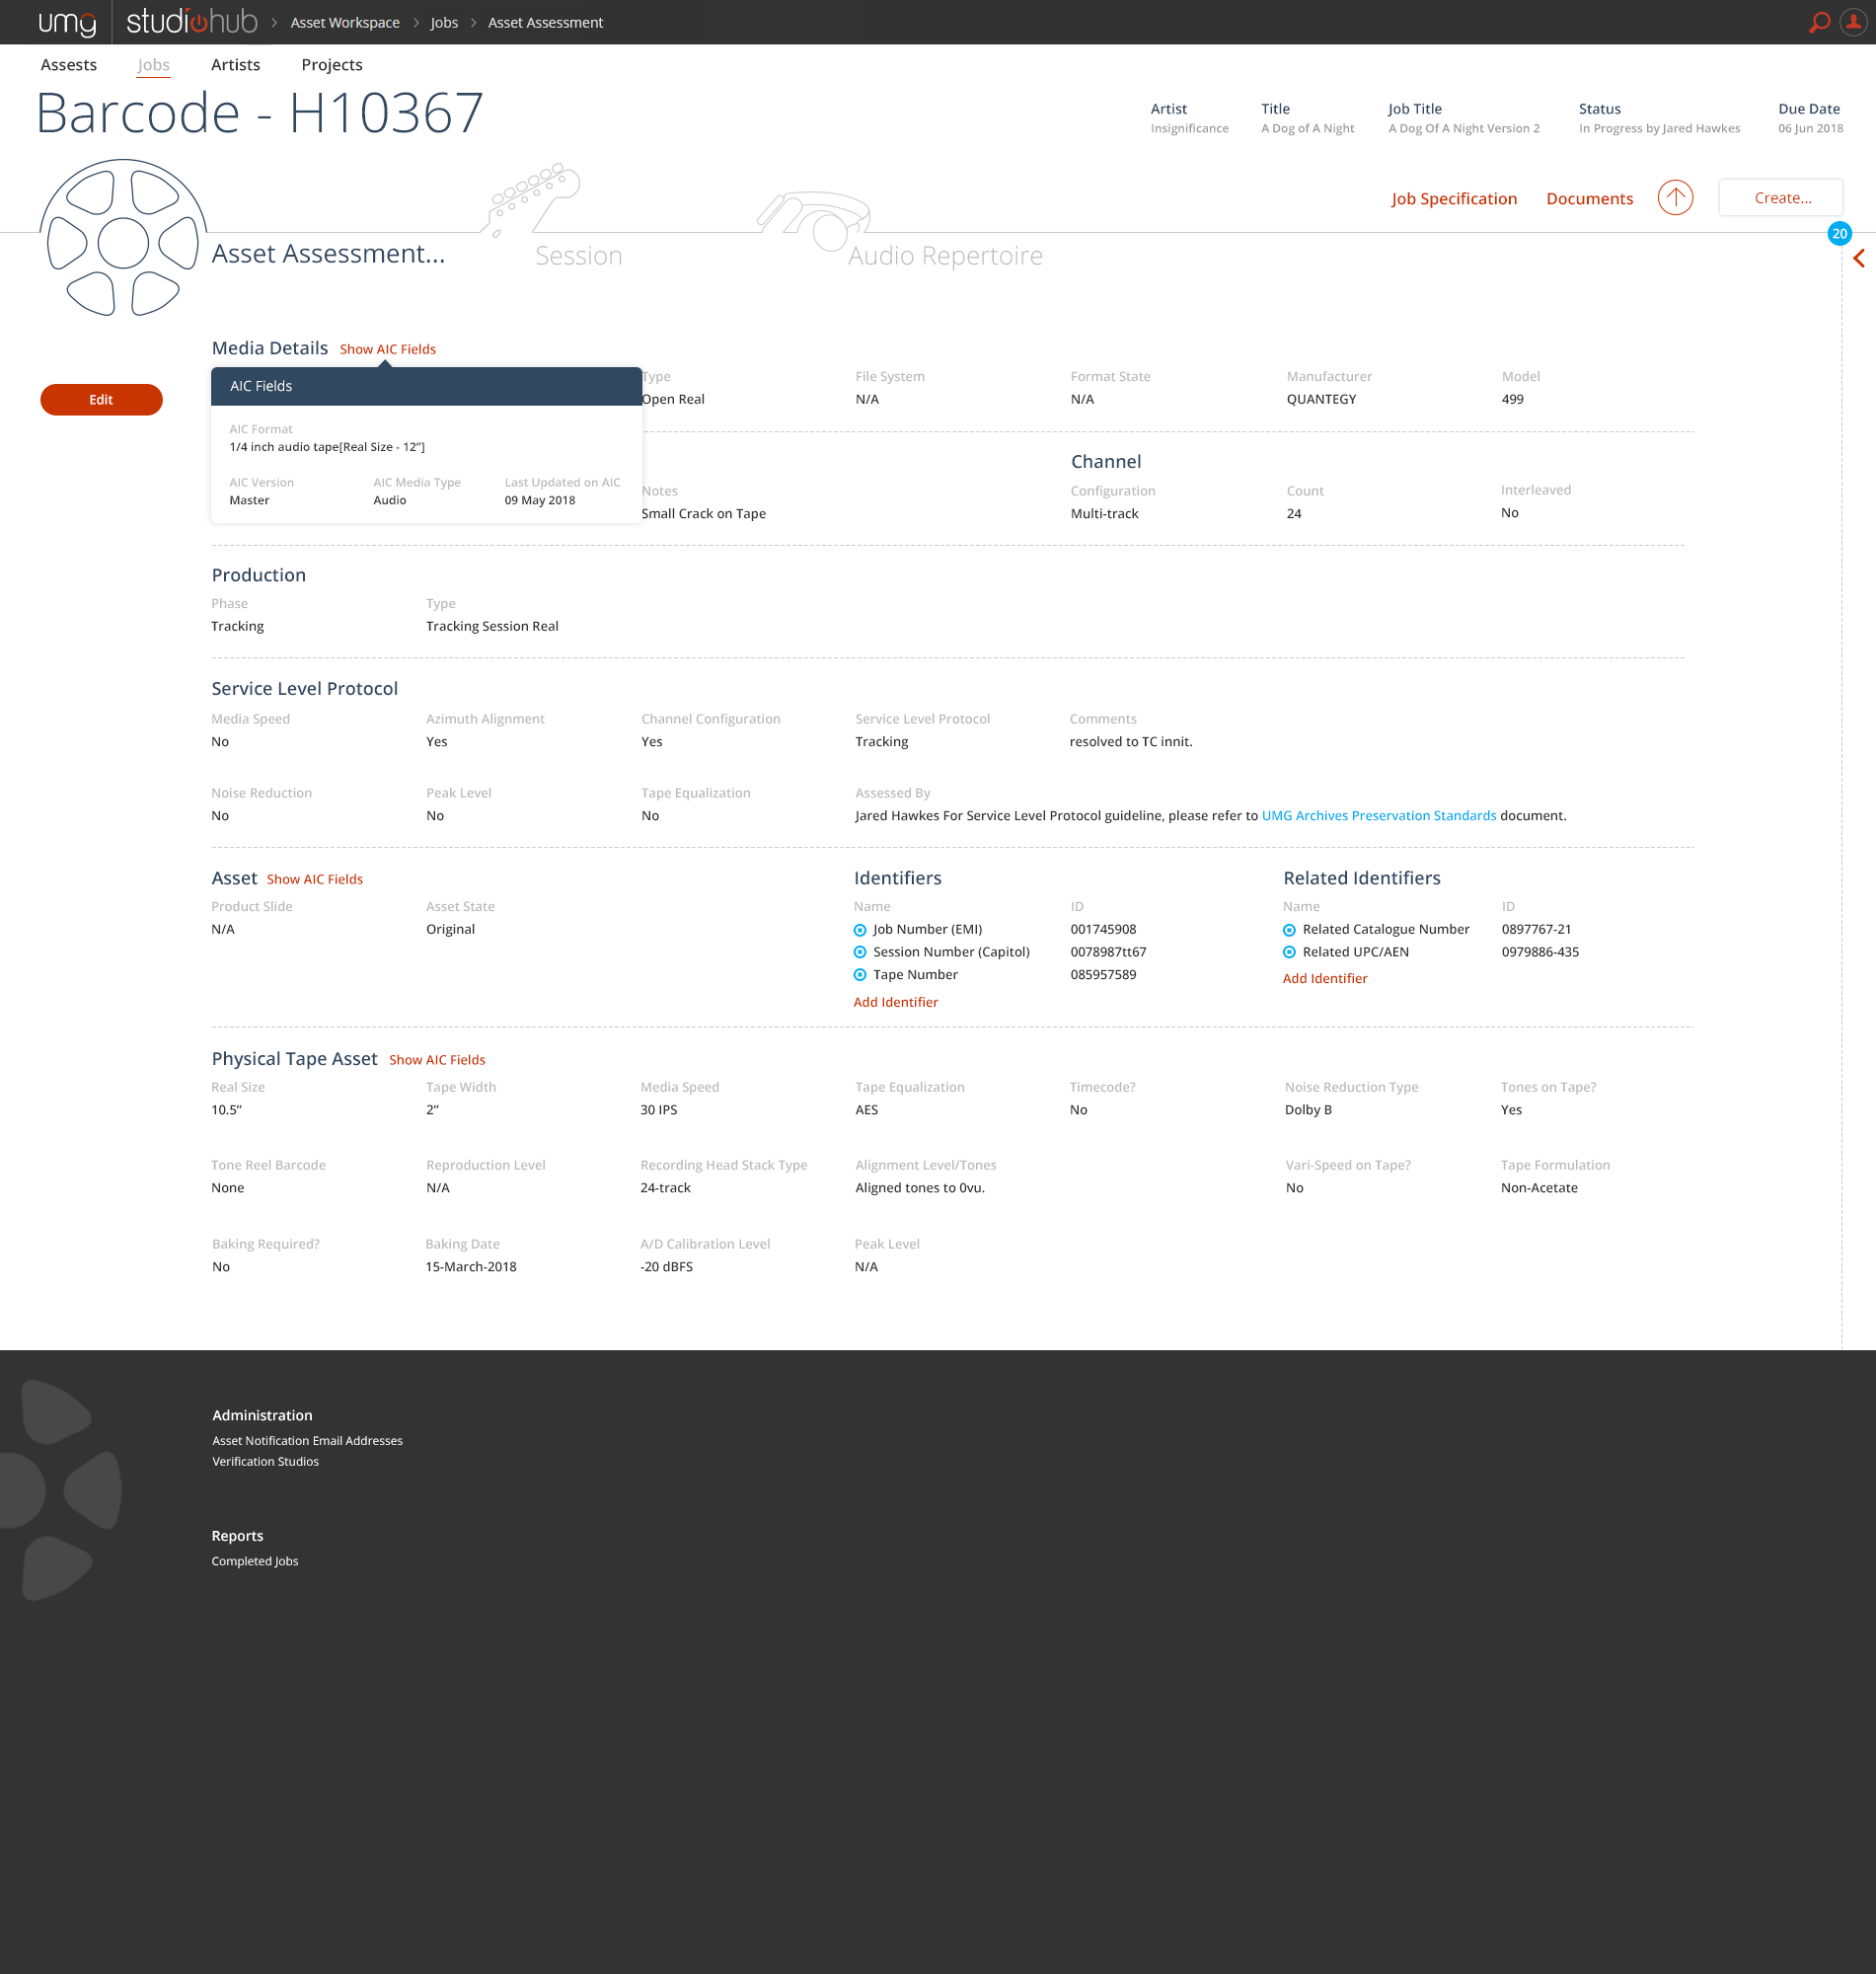 umg studiohub > Asset Workspace > Jobs > Asset Assessment
Assests Jobs Artists Projects
Barcode - H10367
Artist Title Job Title Status Due Date
Insignificance A Dog of A Night A Dog Of A Night Version 2 In Progress by Jared Hawkes 06 Jun 2018
Job Specification Documents Create...
20
Asset Assessment... Session Audio Repertoire
Media Details Show AIC Fields
Edit
AIC Fields
AIC Format
1/4 inch audio tape[Real Size - 12”]
AIC Version AIC Media Type Last Updated on AIC
Master Audio 09 May 2018
Type File System Format State Manufacturer Model
Open Real N/A N/A QUANTEGY 499
Channel
Notes Configuration Count Interleaved
Small Crack on Tape Multi-track 24 No
Production
Phase Type
Tracking Tracking Session Real
Service Level Protocol
Media Speed Azimuth Alignment Channel Configuration Service Level Protocol Comments
No Yes Yes Tracking resolved to TC innit.
Noise Reduction Peak Level Tape Equalization Assessed By
No No No Jared Hawkes For Service Level Protocol guideline, please refer to UMG Archives Preservation Standards document.
Asset Show AIC Fields Identifiers Related Identifiers
Product Slide Asset State Name ID Name ID
N/A Original Job Number (EMI) 001745908 Related Catalogue Number 0897767-21
Session Number (Capitol) 0078987tt67 Related UPC/AEN 0979886-435
Tape Number 085957589 Add Identifier
Add Identifier
Physical Tape Asset Show AIC Fields
Real Size Tape Width Media Speed Tape Equalization Timecode? Noise Reduction Type Tones on Tape?
10.5” 2” 30 IPS AES No Dolby B Yes
Tone Reel Barcode Reproduction Level Recording Head Stack Type Alignment Level/Tones Vari-Speed on Tape? Tape Formulation
None N/A 24-track Aligned tones to 0vu. No Non-Acetate
Baking Required? Baking Date A/D Calibration Level Peak Level
No 15-March-2018 -20 dBFS N/A
Administration
Asset Notification Email Addresses
Verification Studios
Reports
Completed Jobs